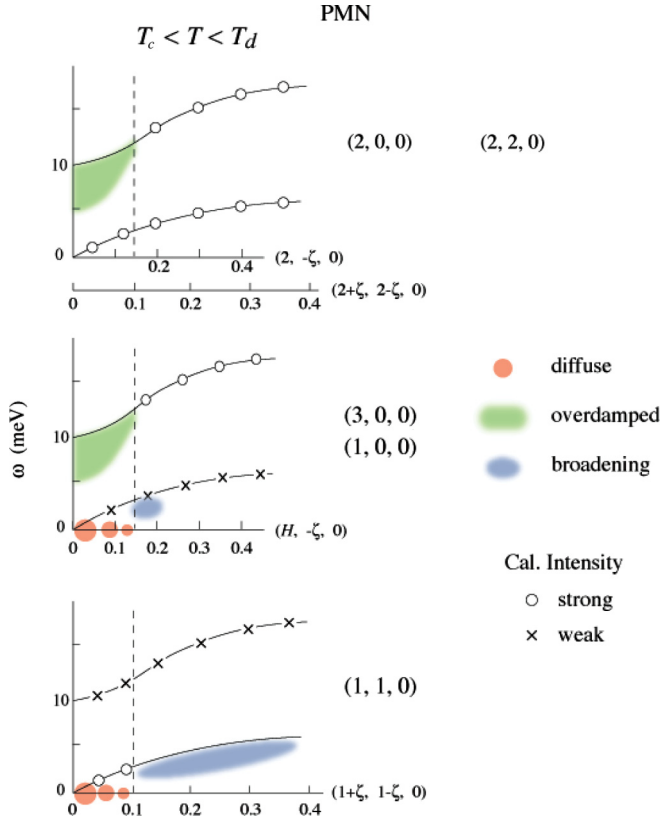 PMN
T_c < T < T_d
(2, 0, 0) (2, 2, 0)
10
0
0.2 0.4 (2, -ζ, 0)
0 0.1 0.2 0.3 0.4 (2+ζ, 2-ζ, 0)
diffuse
overdamped
broadening
ω (meV)
10
(3, 0, 0)
(1, 0, 0)
0
0 0.1 0.2 0.3 0.4 (H, -ζ, 0)
Cal. Intensity
strong
weak
(1, 1, 0)
10
0
0 0.1 0.2 0.3 0.4 (1+ζ, 1-ζ, 0)